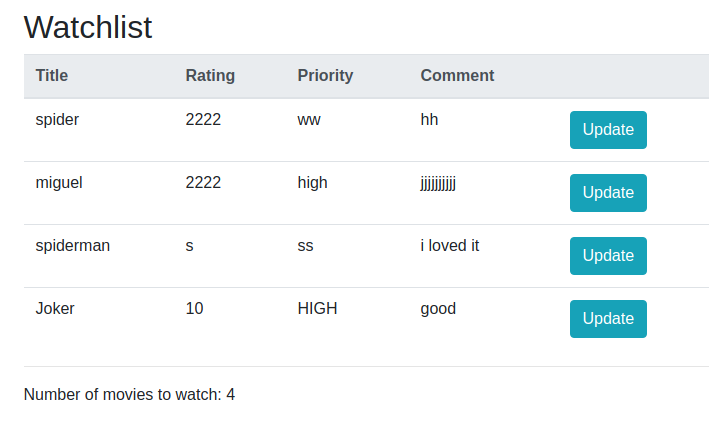 Watchlist
Title Rating Priority Comment
spider 2222 ww hh Update
miguel 2222 high jjjjjjjjjj Update
spiderman s ss i loved it Update
Joker 10 HIGH good Update
Number of movies to watch: 4